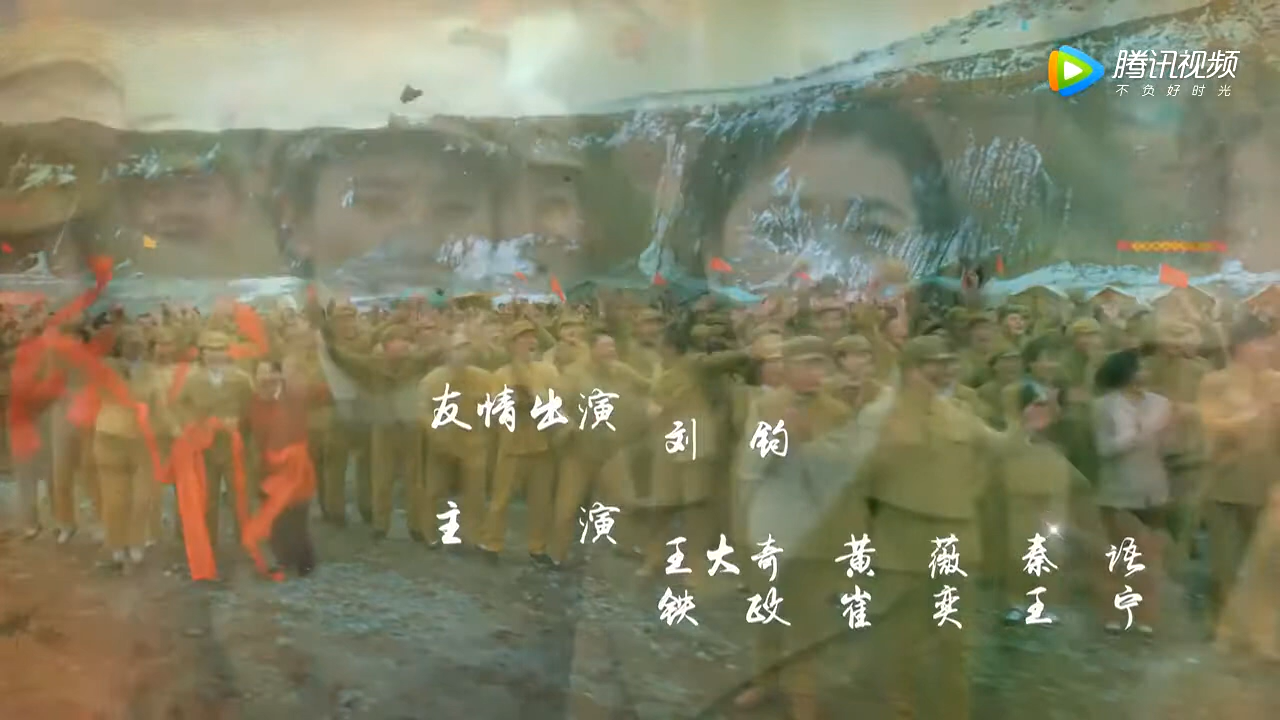 腾讯视频
不负好时光
友情出演
刘 钧
主 演
王大奇 黄 薇 秦 语
铁 政 崔 奕 王 宁